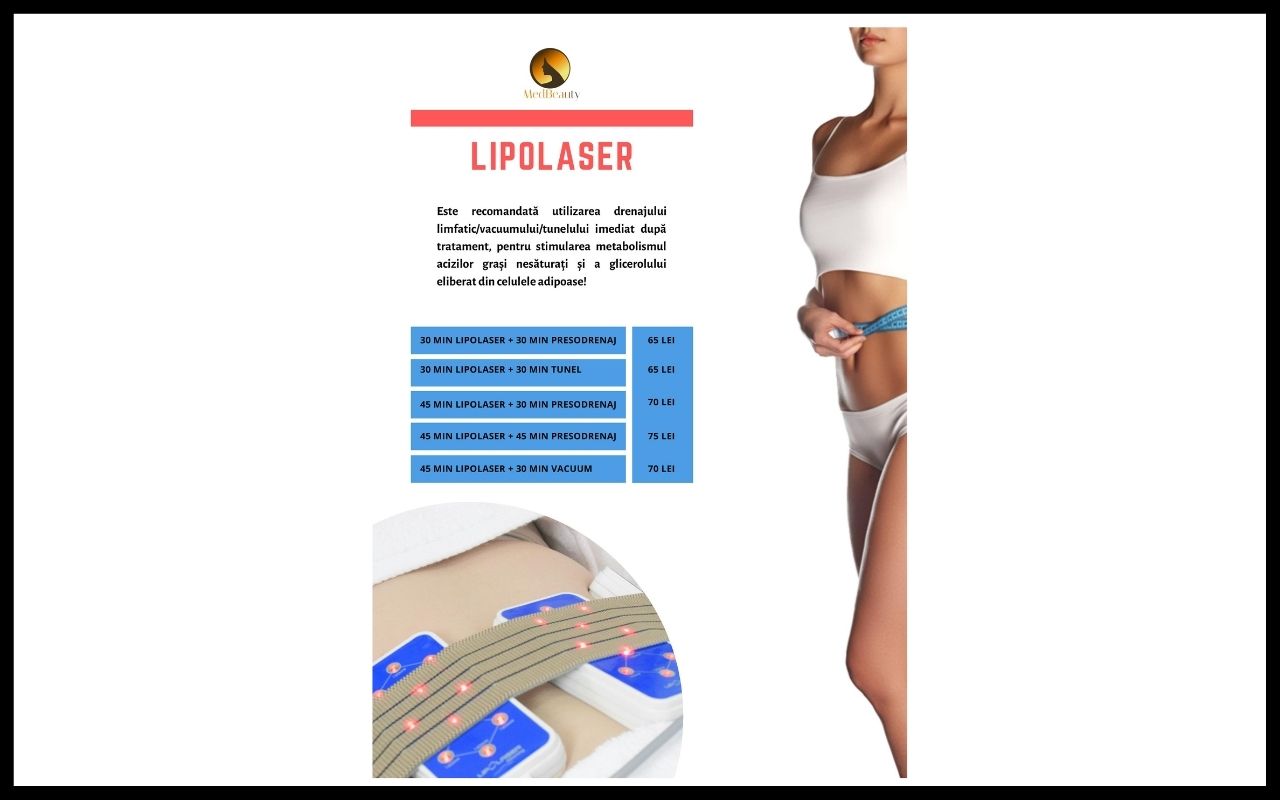 MedBeauty
LIPOLASER
Este recomandată utilizarea drenajului
limfatic/vacuumului/tunelului imediat după
tratament, pentru stimularea metabolismul
acizilor grași nesăturați și a glicerolului
eliberat din celulele adipoase!
30 MIN LIPOLASER + 30 MIN PRESODRENAJ 65 LEI
30 MIN LIPOLASER + 30 MIN TUNEL 65 LEI
45 MIN LIPOLASER + 30 MIN PRESODRENAJ 70 LEI
45 MIN LIPOLASER + 45 MIN PRESODRENAJ 75 LEI
45 MIN LIPOLASER + 30 MIN VACUUM 70 LEI